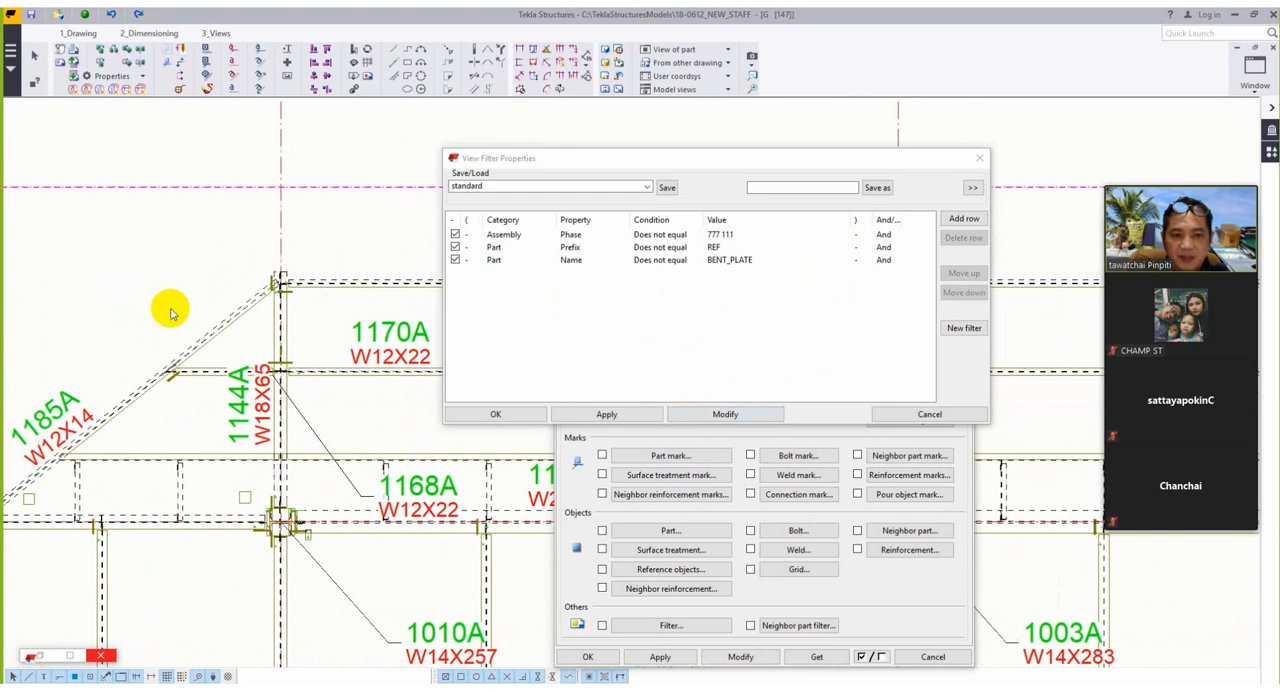 Tekla Structures - C:\TeklaStructuresModels\18-0612_NEW_STAFF - [G [147]]
Log in
1_Drawing 2_Dimensioning 3_Views
Quick Launch
View of part
From other drawing
Properties
User coordsys
Model views
Window
View Filter Properties
Save/Load
standard Save Save as >>
- ( Category Property Condition Value ) And/...
- Assembly Phase Does not equal 777 111 - And
- Part Prefix Does not equal REF - And
- Part Name Does not equal BENT_PLATE - And
Add row
Delete row
Move up
Move down
New filter
OK Apply Modify Cancel
tawatchai Pinpiti
CHAMP ST
sattayapokinC
Chanchai
1170A
W12X22
1144A
W18X65
1185A
W12X14
1168A
W12X22
1010A
W14X257
1003A
W14X283
Marks
Part mark... Bolt mark... Neighbor part mark...
Surface treatment mark... Weld mark... Reinforcement marks...
Neighbor reinforcement marks... Connection mark... Pour object mark...
Objects
Part... Bolt... Neighbor part...
Surface treatment... Weld... Reinforcement...
Reference objects... Grid...
Neighbor reinforcement...
Others
Filter... Neighbor part filter...
OK Apply Modify Get Cancel